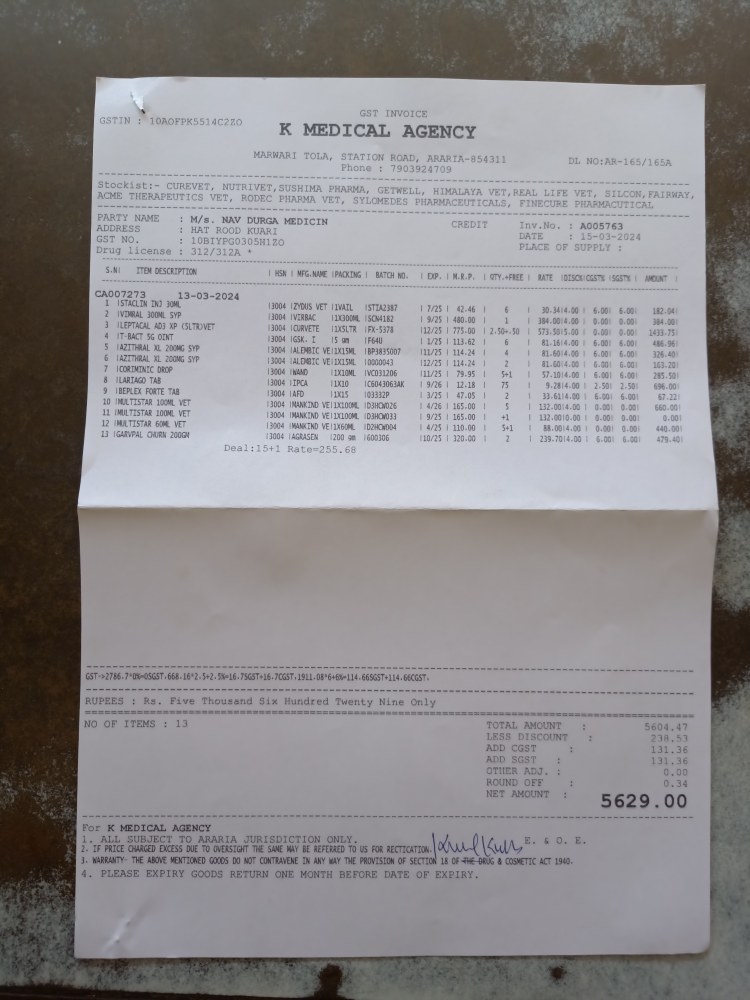 GST INVOICE
GSTIN : 10AOFPK5514C2ZO
K MEDICAL AGENCY
MARWARI TOLA, STATION ROAD, ARARIA-854311
DL NO:AR-165/165A
Phone : 7903924709
Stockist:- CUREVET, NUTRIVET,SUSHIMA PHARMA, GETWELL, HIMALAYA VET,REAL LIFE VET, SILCON,FAIRWAY,
ACME THERAPEUTICS VET, RODEC PHARMA VET, SYLOMEDES PHARMACEUTICALS, FINECURE PHARMACUTICAL
PARTY NAME : M/s. NAV DURGA MEDICIN CREDIT Inv.No. : A005763
ADDRESS : HAT ROOD KUARI DATE : 15-03-2024
GST NO. : 10BIYPG0305H1ZO PLACE OF SUPPLY :
Drug license : 312/312A *
S.N| ITEM DESCRIPTION | HSN | MFG.NAME |PACKING | BATCH NO. | EXP. | M.R.P. | QTY.+FREE | RATE |DISC%|CGST% |SGST% | AMOUNT
CA007273 13-03-2024
1 |STACLIN INJ 30ML |3004 |ZYDUS VET |1VAIL |STIA2387 | 7/25 | 42.46 | 6 | 30.34|4.00 | 6.00| 6.00| 182.04|
2 |VIMRAL 300ML SYP |3004 |VIRBAC |1X300ML |SCN4182 | 9/25 | 480.00 | 1 | 384.00|4.00 | 0.00| 0.00| 384.00|
3 |LEPTACAL AD3 XP (5LTR)VET |3004 |CURVETE |1X5LTR |FX-5378 |12/25 | 775.00 | 2.50+.50 | 573.50|5.00 | 0.00| 0.00| 1433.75|
4 |T-BACT 5G OINT |3004 |GSK. I |5 gm |F64U | 1/25 | 113.62 | 6 | 81.16|4.00 | 6.00| 6.00| 486.96|
5 |AZITHRAL XL 200MG SYP |3004 |ALEMBIC VE|1X15ML |BP3835007 |11/25 | 114.24 | 4 | 81.60|4.00 | 6.00| 6.00| 326.40|
6 |AZITHRAL XL 200MG SYP |3004 |ALEMBIC VE|1X15ML |0000043 |12/25 | 114.24 | 2 | 81.60|4.00 | 6.00| 6.00| 163.20|
7 |CORIMINIC DROP |3004 |WAND |1X10ML |VC031206 |11/25 | 79.95 | 5+1 | 57.10|4.00 | 6.00| 6.00| 285.50|
8 |LARIAGO TAB |3004 |IPCA |1X10 |C6043063AK | 9/26 | 12.18 | 75 | 9.28|4.00 | 2.50| 2.50| 696.00|
9 |BEPLEX FORTE TAB |3004 |AFD |1X15 |03332P | 3/25 | 47.05 | 2 | 33.61|4.00 | 6.00| 6.00| 67.22|
10 |MULTISTAR 100ML VET |3004 |MANKIND VE|1X100ML |D3HCW026 | 4/26 | 165.00 | 5 | 132.00|4.00 | 0.00| 0.00| 660.00|
11 |MULTISTAR 100ML VET |3004 |MANKIND VE|1X100ML |D3HCW033 | 9/25 | 165.00 | +1 | 132.00|0.00 | 0.00| 0.00| 0.00|
12 |MULTISTAR 60ML VET |3004 |MANKIND VE|1X60ML |D2HCW004 | 4/25 | 110.00 | 5+1 | 88.00|4.00 | 0.00| 0.00| 440.00|
13 |GARVPAL CHURN 200GM |3004 |AGRASEN |200 gm |600306 |10/25 | 320.00 | 2 | 239.70|4.00 | 6.00| 6.00| 479.40|
Deal:15+1 Rate=255.68
GST->2786.7*0%=0SGST,668.16*2.5+2.5%=16.7SGST+16.7CGST,1911.08*6+6%=114.66SGST+114.66CGST,
RUPEES : Rs. Five Thousand Six Hundred Twenty Nine Only
NO OF ITEMS : 13
TOTAL AMOUNT : 5604.47
LESS DISCOUNT : 238.53
ADD CGST : 131.36
ADD SGST : 131.36
OTHER ADJ. : 0.00
ROUND OFF : 0.34
NET AMOUNT : 5629.00
For K MEDICAL AGENCY
1. ALL SUBJECT TO ARARIA JURISDICTION ONLY. E. & O. E.
2. IF PRICE CHARGED EXCESS DUE TO OVERSIGHT THE SAME MAY BE REFERRED TO US FOR RECTICATION.
3. WARRANTY- THE ABOVE MENTIONED GOODS DO NOT CONTRAVENE IN ANY WAY THE PROVISION OF SECTION 18 OF THE DRUG & COSMETIC ACT 1940.
4. PLEASE EXPIRY GOODS RETURN ONE MONTH BEFORE DATE OF EXPIRY.